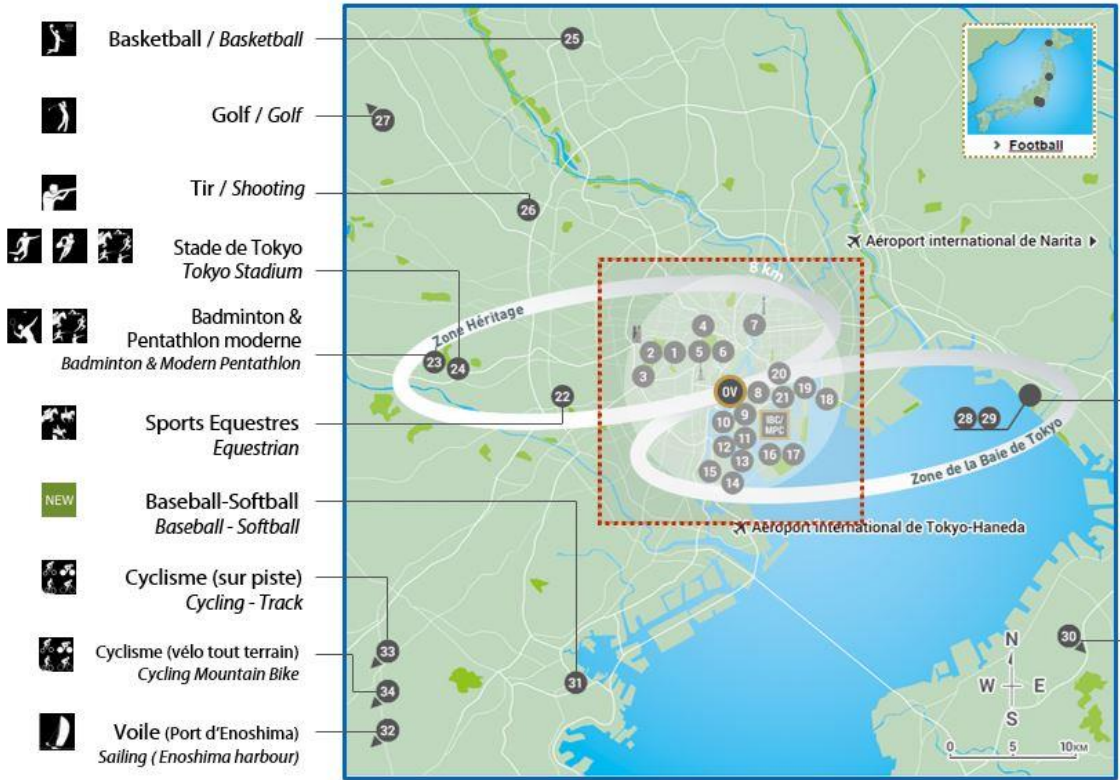 Basketball / Basketball
Golf / Golf
Tir / Shooting
Stade de Tokyo
Tokyo Stadium
Badminton &
Pentathlon moderne
Badminton & Modern Pentathlon
Sports Equestres
Equestrian
NEW
Baseball-Softball
Baseball - Softball
Cyclisme (sur piste)
Cycling - Track
Cyclisme (vélo tout terrain)
Cycling Mountain Bike
Voile (Port d'Enoshima)
Sailing ( Enoshima harbour)
25
27
26
> Football
Aéroport international de Narita
8 km
Zone Héritage
4
7
2
1
5
6
3
23
24
22
20
OV
8
21
19
18
10
9
IBC/
MPC
12
11
13
16
17
15
14
28
29
Zone de la Baie de Tokyo
Aéroport international de Tokyo-Haneda
30
33
34
31
32
N
W
E
S
0
5
10KM